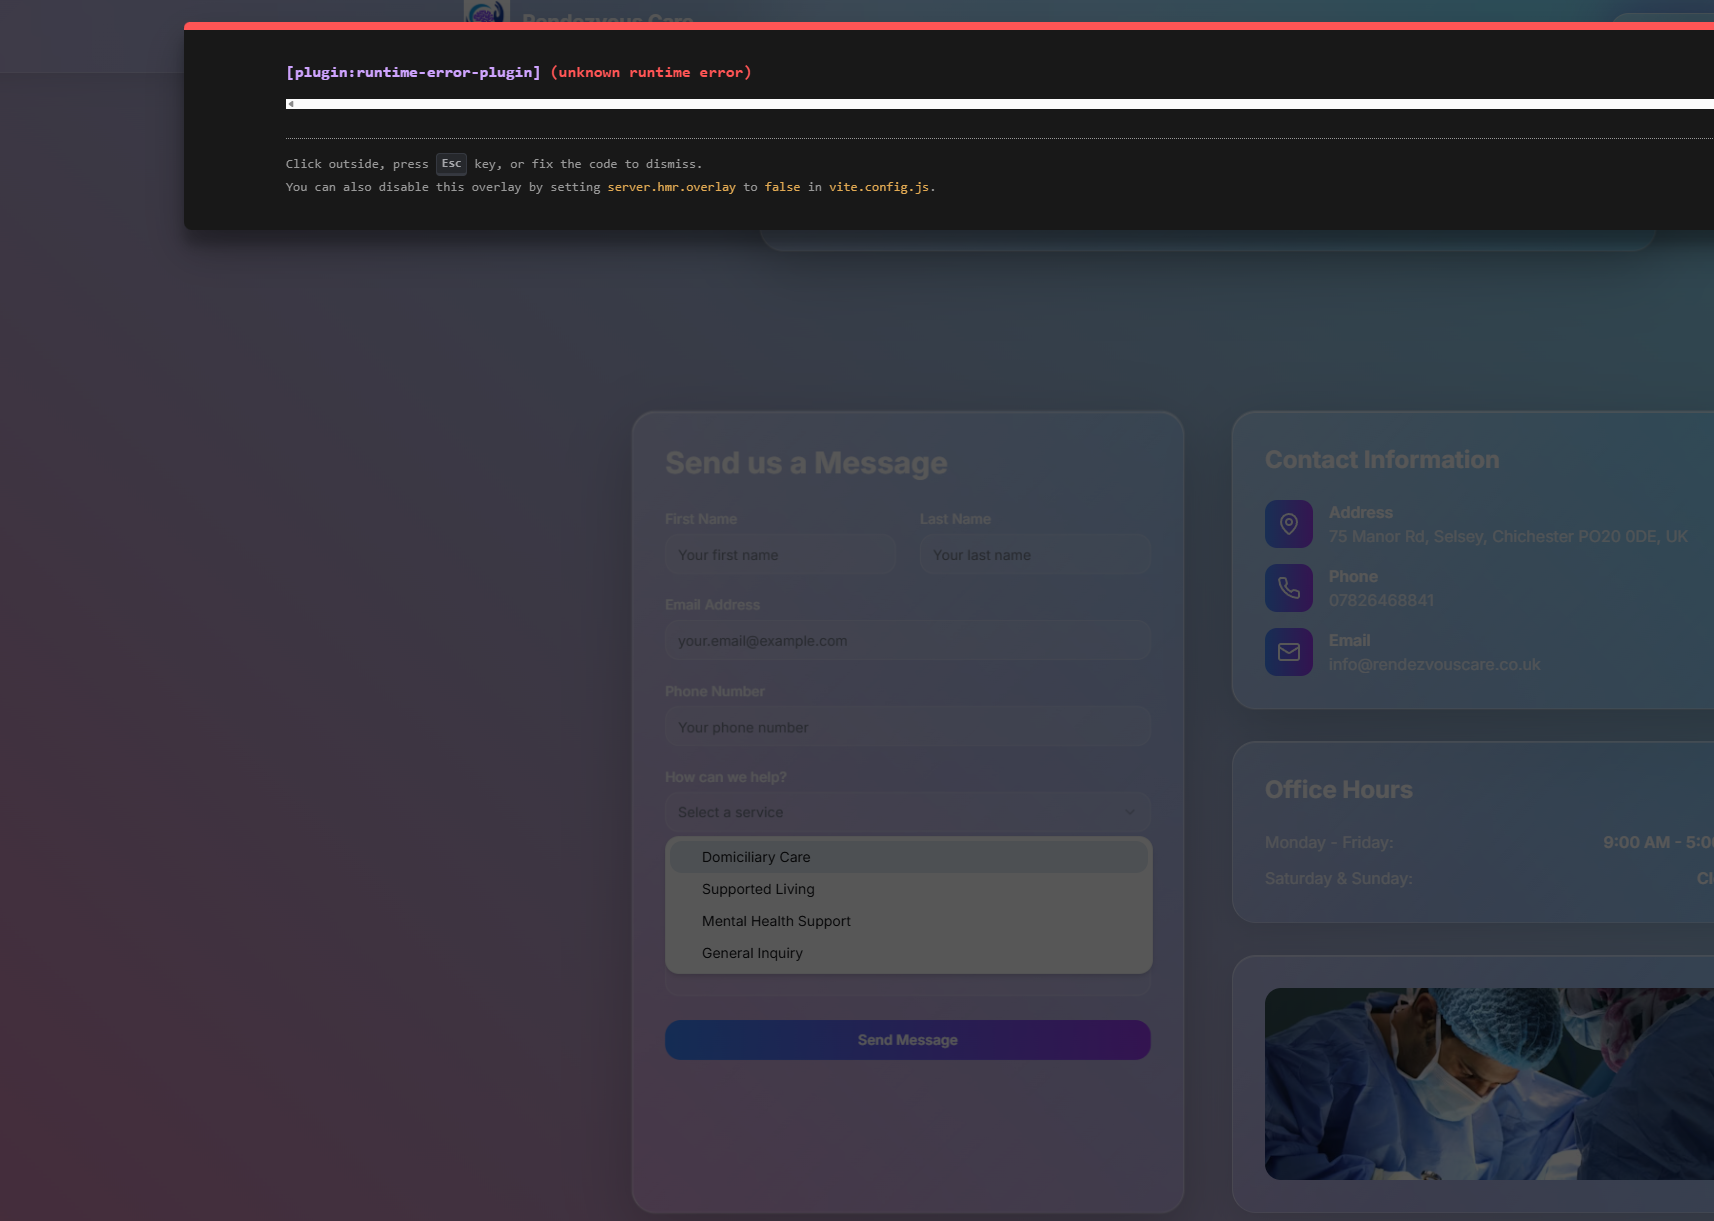 Rendezvous Care
[plugin:runtime-error-plugin] (unknown runtime error)
Click outside, press Esc key, or fix the code to dismiss.
You can also disable this overlay by setting server.hmr.overlay to false in vite.config.js.
Send us a Message
First Name
Last Name
Your first name
Your last name
Email Address
your.email@example.com
Phone Number
Your phone number
How can we help?
Select a service
Domiciliary Care
Supported Living
Mental Health Support
General Inquiry
Send Message
Contact Information
Address
75 Manor Rd, Selsey, Chichester PO20 0DE, UK
Phone
07826468841
Email
info@rendezvouscare.co.uk
Office Hours
Monday - Friday:
9:00 AM - 5:0
Saturday & Sunday: